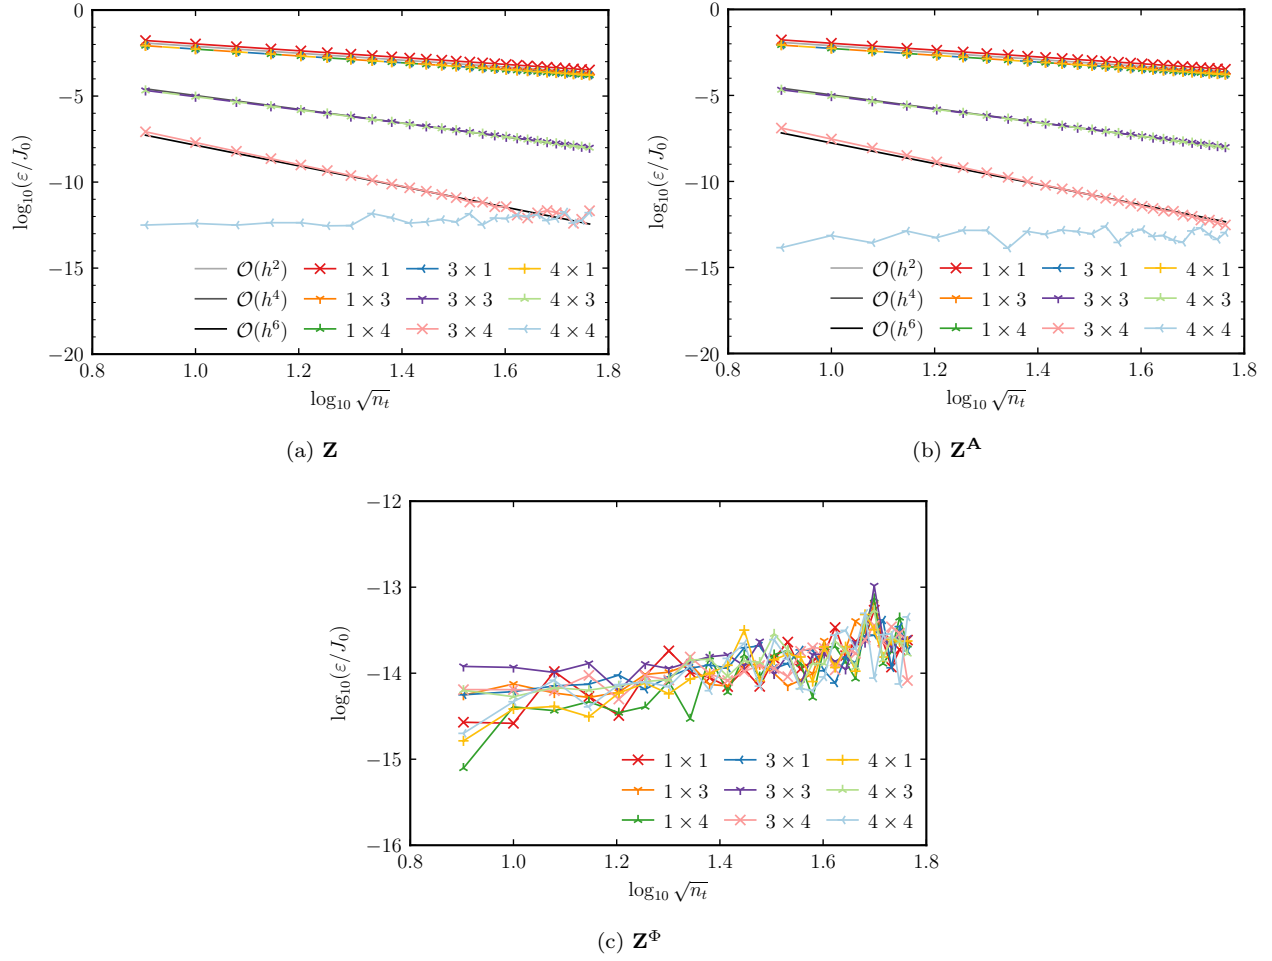 0
−5
−10
−15
−20
log₁₀(ε/J₀)
O(h²) 1 × 1 3 × 1 4 × 1
O(h⁴) 1 × 3 3 × 3 4 × 3
O(h⁶) 1 × 4 3 × 4 4 × 4
0.8 1.0 1.2 1.4 1.6 1.8
log₁₀ √nₜ
(a) Z
0
−5
−10
−15
−20
log₁₀(ε/J₀)
O(h²) 1 × 1 3 × 1 4 × 1
O(h⁴) 1 × 3 3 × 3 4 × 3
O(h⁶) 1 × 4 3 × 4 4 × 4
0.8 1.0 1.2 1.4 1.6 1.8
log₁₀ √nₜ
(b) Z^A
−12
−13
−14
−15
−16
log₁₀(ε/J₀)
1 × 1 3 × 1 4 × 1
1 × 3 3 × 3 4 × 3
1 × 4 3 × 4 4 × 4
0.8 1.0 1.2 1.4 1.6 1.8
log₁₀ √nₜ
(c) Z^Φ